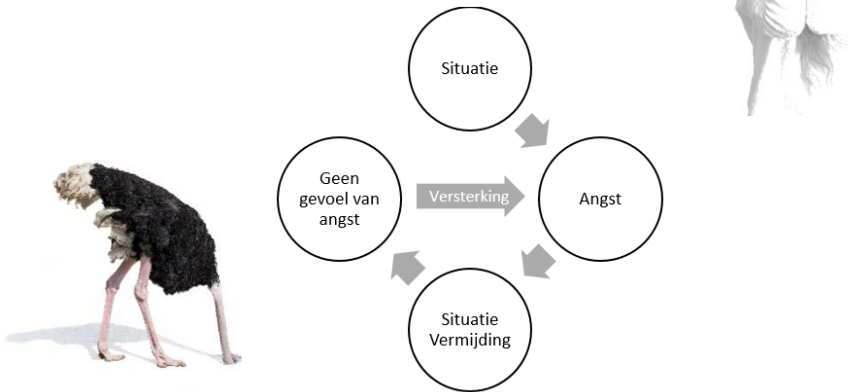 Situatie
Geen
gevoel van
angst
Versterking
Angst
Situatie
Vermijding